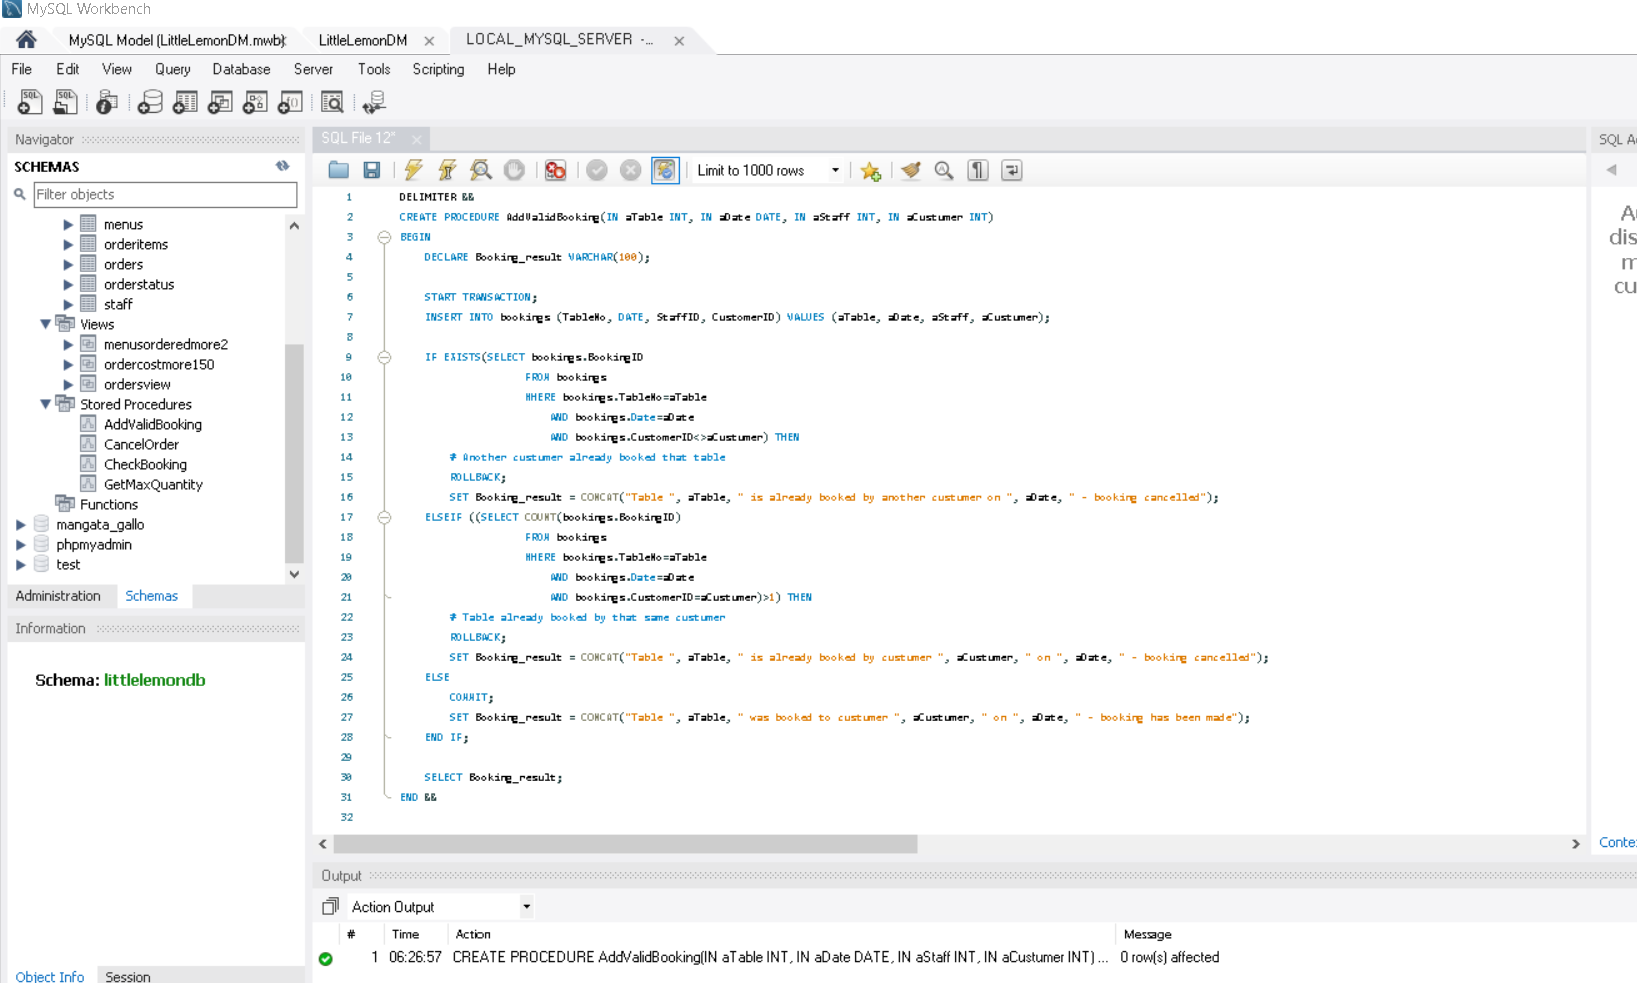 MySQL Workbench
MySQL Model (LittleLemonDM.mwb)
LittleLemonDM
LOCAL_MYSQL_SERVER -...
File Edit View Query Database Server Tools Scripting Help
Navigator
SCHEMAS
Filter objects
menus
orderitems
orders
orderstatus
staff
Views
menusorderedmore2
ordercostmore150
ordersview
Stored Procedures
AddValidBooking
CancelOrder
CheckBooking
GetMaxQuantity
Functions
mangata_gallo
phpmyadmin
test
Administration Schemas
Information
Schema: littlelemondb
Object Info Session
SQL File 12*
Limit to 1000 rows
1 DELIMITER &&
2 CREATE PROCEDURE AddValidBooking(IN aTable INT, IN aDate DATE, IN aStaff INT, IN aCustumer INT)
3 BEGIN
4 DECLARE Booking_result VARCHAR(100);
5
6 START TRANSACTION;
7 INSERT INTO bookings (TableNo, DATE, StaffID, CustomerID) VALUES (aTable, aDate, aStaff, aCustumer);
8
9 IF EXISTS(SELECT bookings.BookingID
10 FROM bookings
11 WHERE bookings.TableNo=aTable
12 AND bookings.Date=aDate
13 AND bookings.CustomerID<>aCustumer) THEN
14 # Another custumer already booked that table
15 ROLLBACK;
16 SET Booking_result = CONCAT("Table ", aTable, " is already booked by another custumer on ", aDate, " - booking cancelled");
17 ELSEIF ((SELECT COUNT(bookings.BookingID)
18 FROM bookings
19 WHERE bookings.TableNo=aTable
20 AND bookings.Date=aDate
21 AND bookings.CustomerID=aCustumer)>1) THEN
22 # Table already booked by that same custumer
23 ROLLBACK;
24 SET Booking_result = CONCAT("Table ", aTable, " is already booked by custumer ", aCustumer, " on ", aDate, " - booking cancelled");
25 ELSE
26 COMMIT;
27 SET Booking_result = CONCAT("Table ", aTable, " was booked to custumer ", aCustumer, " on ", aDate, " - booking has been made");
28 END IF;
29
30 SELECT Booking_result;
31 END &&
32
Output
Action Output
# Time Action Message
1 06:26:57 CREATE PROCEDURE AddValidBooking(IN aTable INT, IN aDate DATE, IN aStaff INT, IN aCustumer INT) ... 0 row(s) affected
SQL A
A
dis
m
cu
Conte